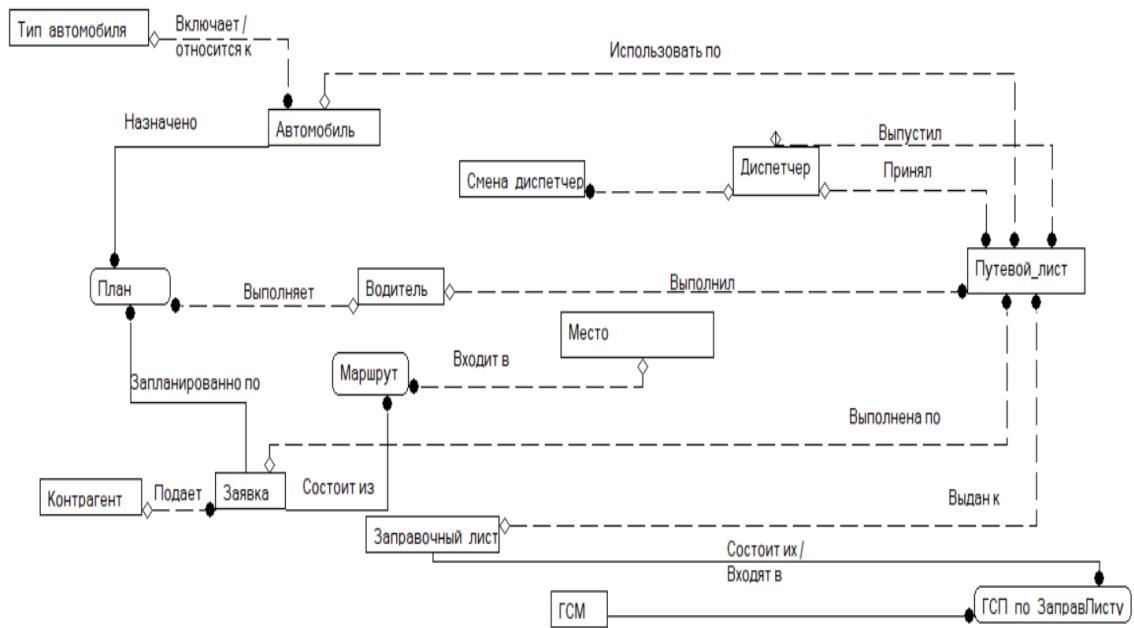 Тип автомобиля
Включает /
относится к
Использовать по
Назначено
Автомобиль
Выпустил
Смена диспетчер
Диспетчер
Принял
План
Выполняет
Водитель
Выполнил
Путевой_лист
Место
Запланированно по
Маршрут
Входит в
Выполнена по
Контрагент
Подает
Заявка
Состоит из
Выдан к
Заправочный лист
Состоит их /
Входят в
ГСМ
ГСП по ЗаправЛисту